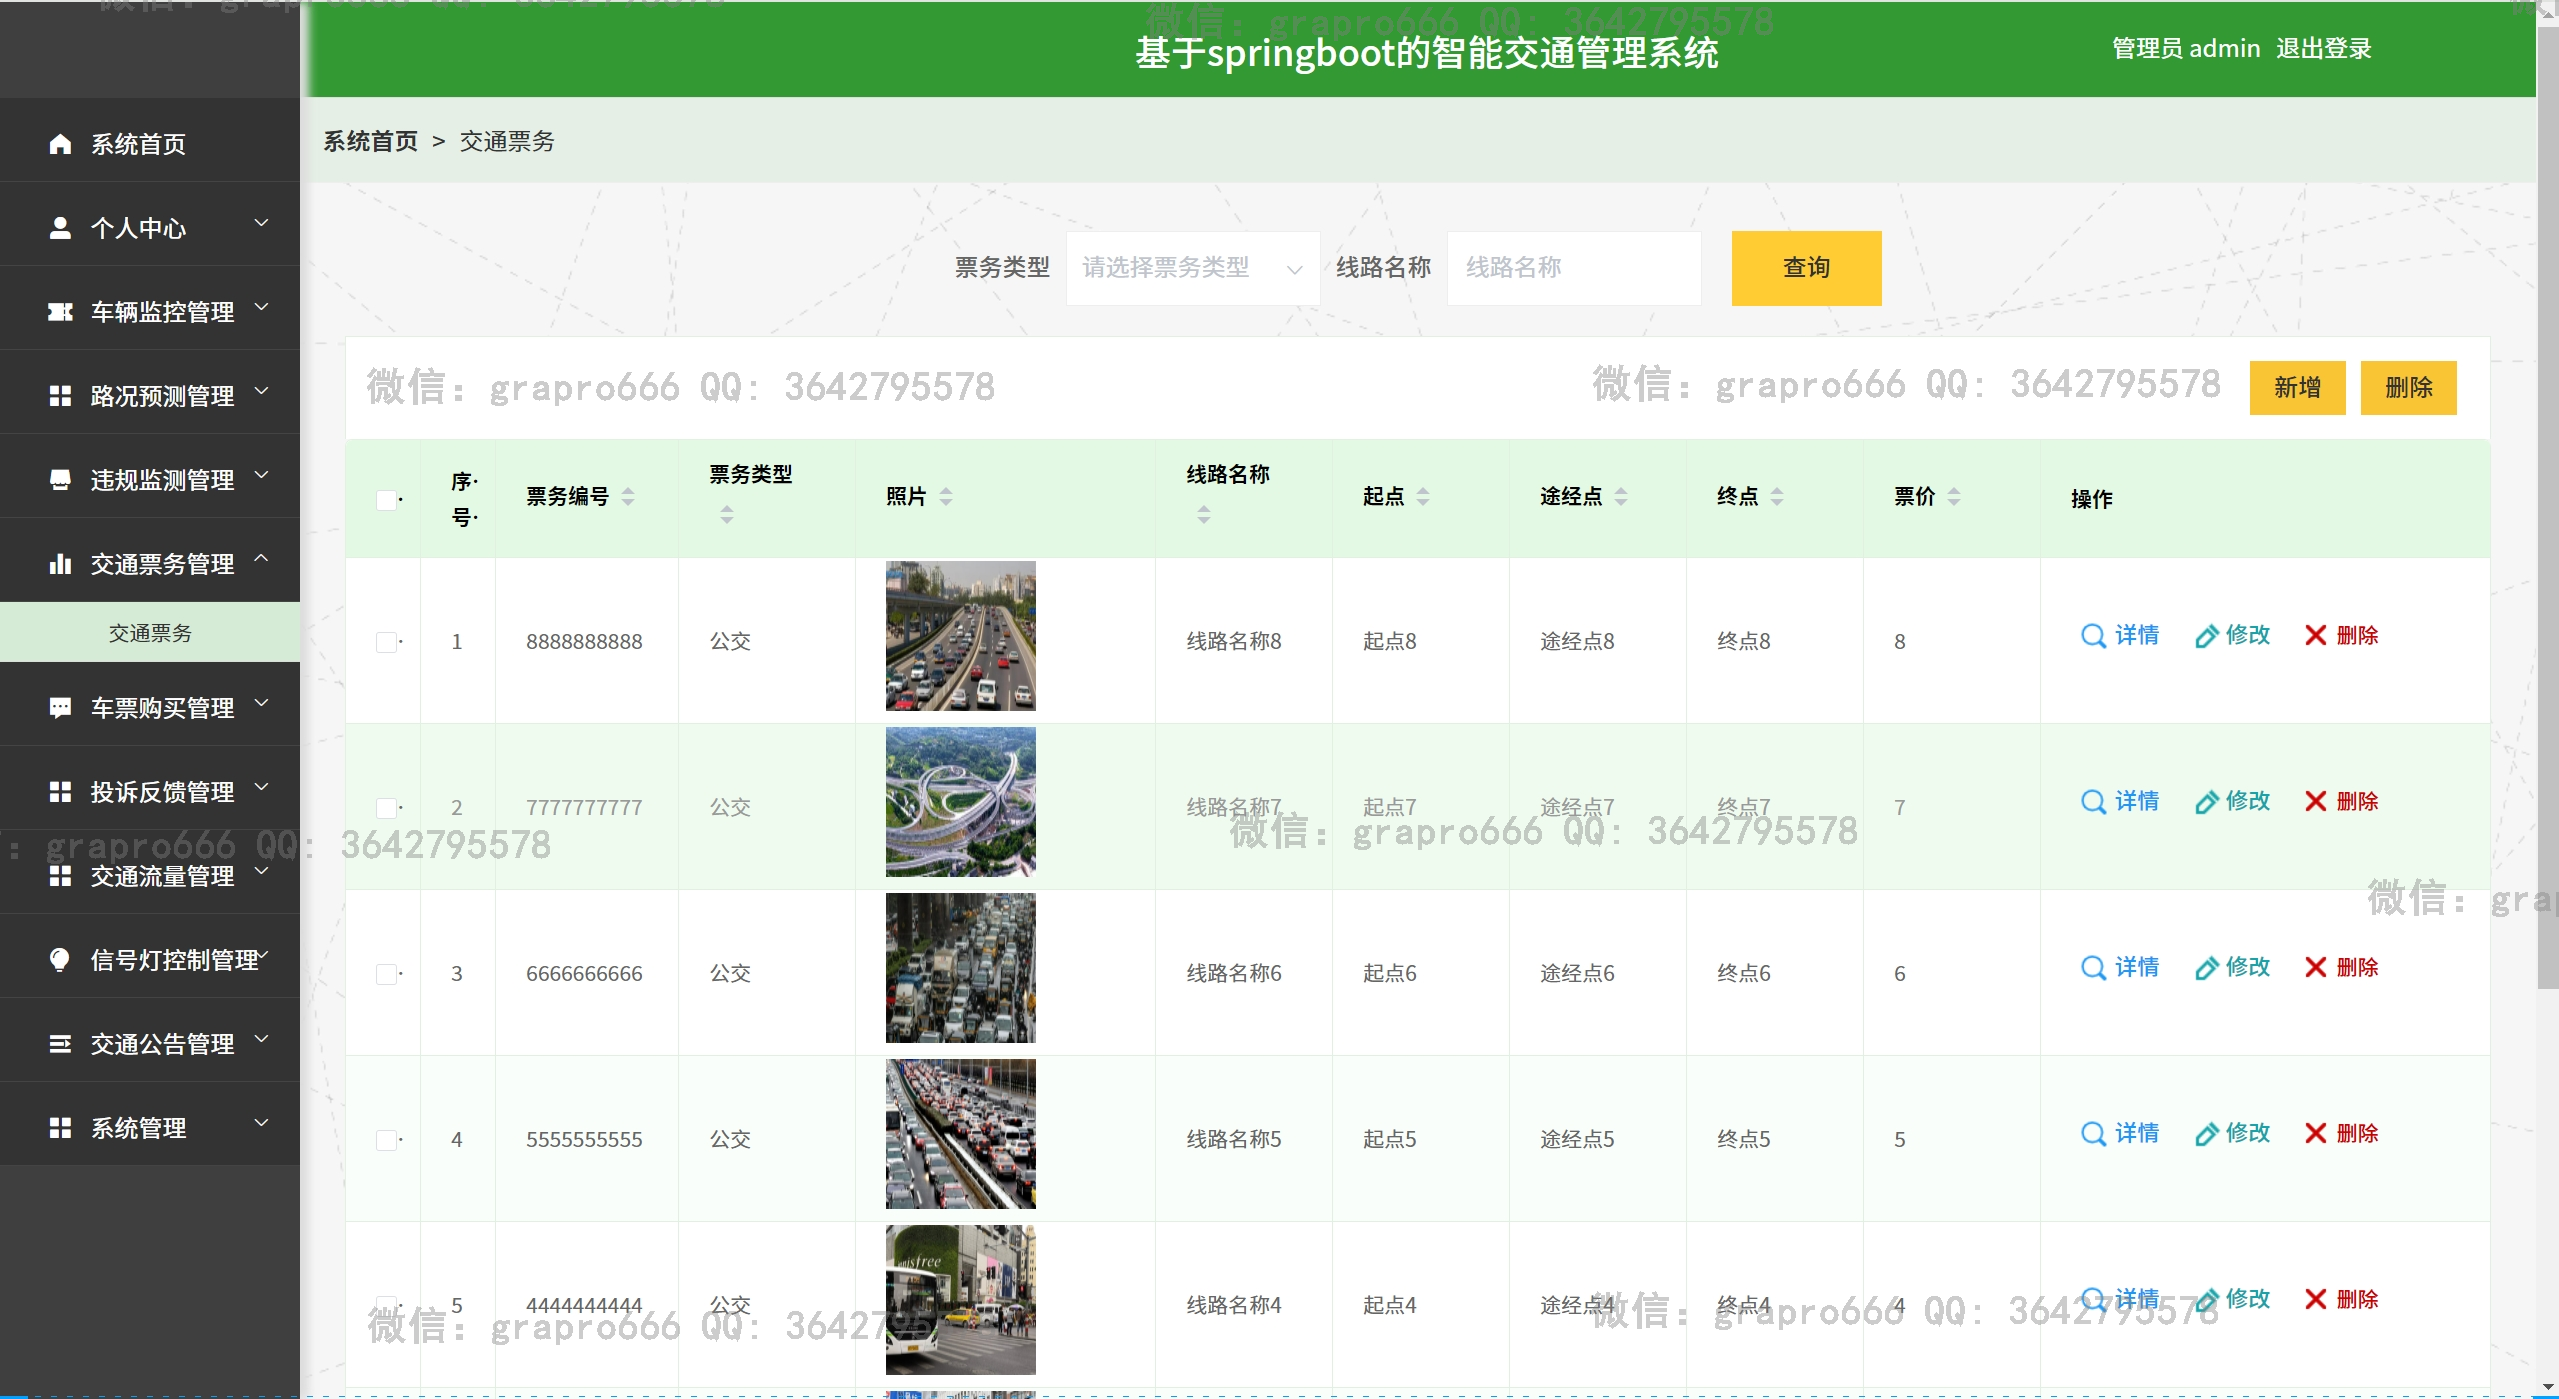 微信: grapro666 QQ: 3642795578
基于springboot的智能交通管理系统
管理员 admin 退出登录
系统首页
个人中心
车辆监控管理
路况预测管理
违规监测管理
交通票务管理
交通票务
车票购买管理
投诉反馈管理
交通流量管理
信号灯控制管理
交通公告管理
系统管理
系统首页 > 交通票务
票务类型 请选择票务类型 线路名称 线路名称 查询
微信: grapro666 QQ: 3642795578
微信: grapro666 QQ: 3642795578
新增 删除
序号 票务编号 票务类型 照片 线路名称 起点 途经点 终点 票价 操作
1 8888888888 公交 线路名称8 起点8 途经点8 终点8 8 详情 修改 删除
2 7777777777 公交 线路名称7 起点7 途经点7 终点7 7 详情 修改 删除
: grapro666 QQ: 3642795578
微信: grapro666 QQ: 3642795578
微信: gra
3 6666666666 公交 线路名称6 起点6 途经点6 终点6 6 详情 修改 删除
4 5555555555 公交 线路名称5 起点5 途经点5 终点5 5 详情 修改 删除
5 4444444444 公交 线路名称4 起点4 途经点4 终点4 4 详情 修改 删除
微信: grapro666 QQ: 3642795578
微信: grapro666 QQ: 3642795578